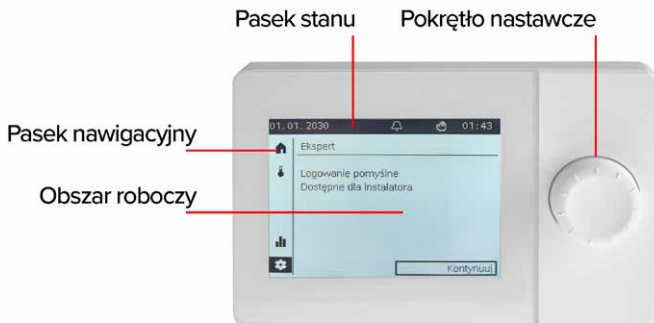 Pasek stanu
Pokrętło nastawcze
Pasek nawigacyjny
Obszar roboczy
01.01.2030 01:43
Ekspert
Logowanie pomyślne
Dostępne dla instalatora
Kontynuuj